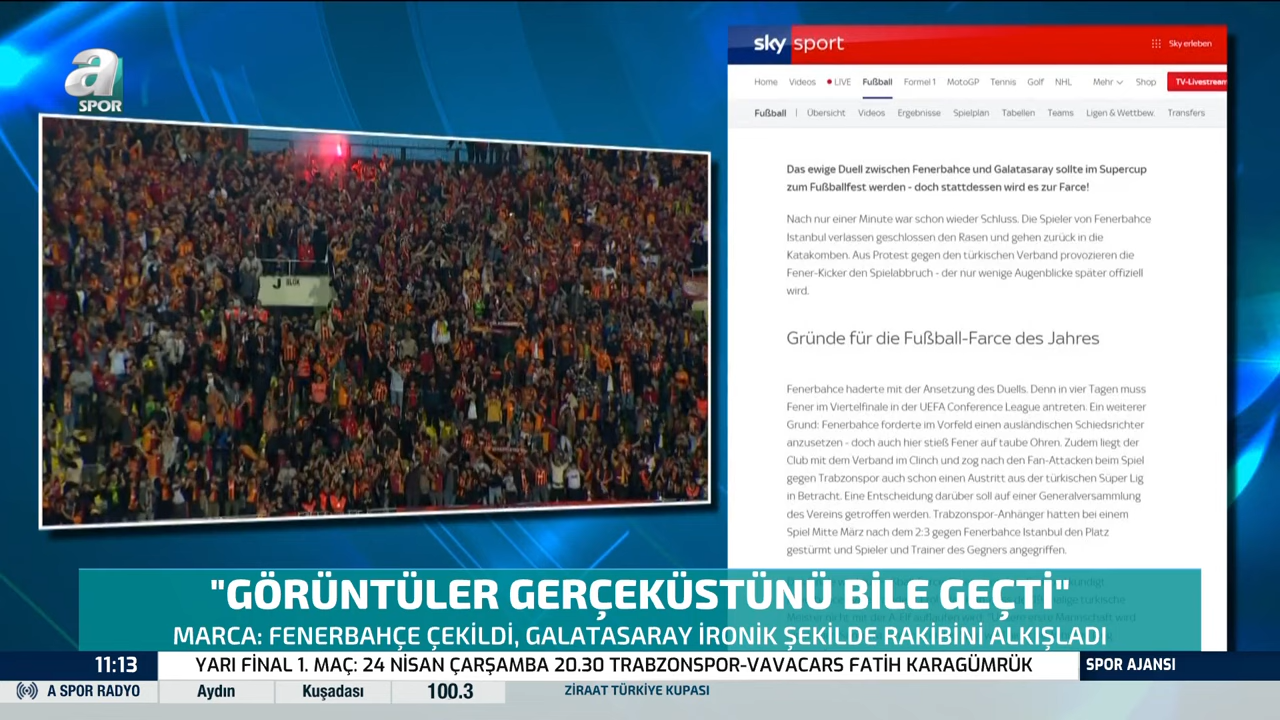 a
SPOR
sky sport
Sky erleben
Home Videos LIVE Fußball Formel 1 MotoGP Tennis Golf NHL Mehr Shop TV-Livestream
Fußball | Übersicht Videos Ergebnisse Spielplan Tabellen Teams Ligen & Wettbew. Transfers
Das ewige Duell zwischen Fenerbahce und Galatasaray sollte im Supercup
zum Fußballfest werden - doch stattdessen wird es zur Farce!
Nach nur einer Minute war schon wieder Schluss. Die Spieler von Fenerbahce
Istanbul verlassen geschlossen den Rasen und gehen zurück in die
Katakomben. Aus Protest gegen den türkischen Verband provozieren die
Fener-Kicker den Spielabbruch - der nur wenige Augenblicke später offiziell
wird.
Gründe für die Fußball-Farce des Jahres
Fenerbahce haderte mit der Ansetzung des Duells. Denn in vier Tagen muss
Fener im Viertelfinale in der UEFA Conference League antreten. Ein weiterer
Grund: Fenerbahce forderte im Vorfeld einen ausländischen Schiedsrichter
anzusetzen - doch auch hier stieß Fener auf taube Ohren. Zudem liegt der
Club mit dem Verband im Clinch und zog nach den Fan-Attacken beim Spiel
gegen Trabzonspor auch schon einen Austritt aus der türkischen Süper Lig
in Betracht. Eine Entscheidung darüber soll auf einer Generalversammlung
des Vereins getroffen werden. Trabzonspor-Anhänger hatten bei einem
Spiel Mitte März nach dem 2:3 gegen Fenerbahce Istanbul den Platz
gestürmt und Spieler und Trainer des Gegners angegriffen.
J BLOK
"GÖRÜNTÜLER GERÇEKÜSTÜNÜ BİLE GEÇTİ"
MARCA: FENERBAHÇE ÇEKİLDİ, GALATASARAY İRONİK ŞEKİLDE RAKİBİNİ ALKIŞLADI
11:13 YARI FİNAL 1. MAÇ: 24 NİSAN ÇARŞAMBA 20.30 TRABZONSPOR-VAVACARS FATİH KARAGÜMRÜK SPOR AJANSI
A SPOR RADYO Aydın Kuşadası 100.3 ZİRAAT TÜRKİYE KUPASI